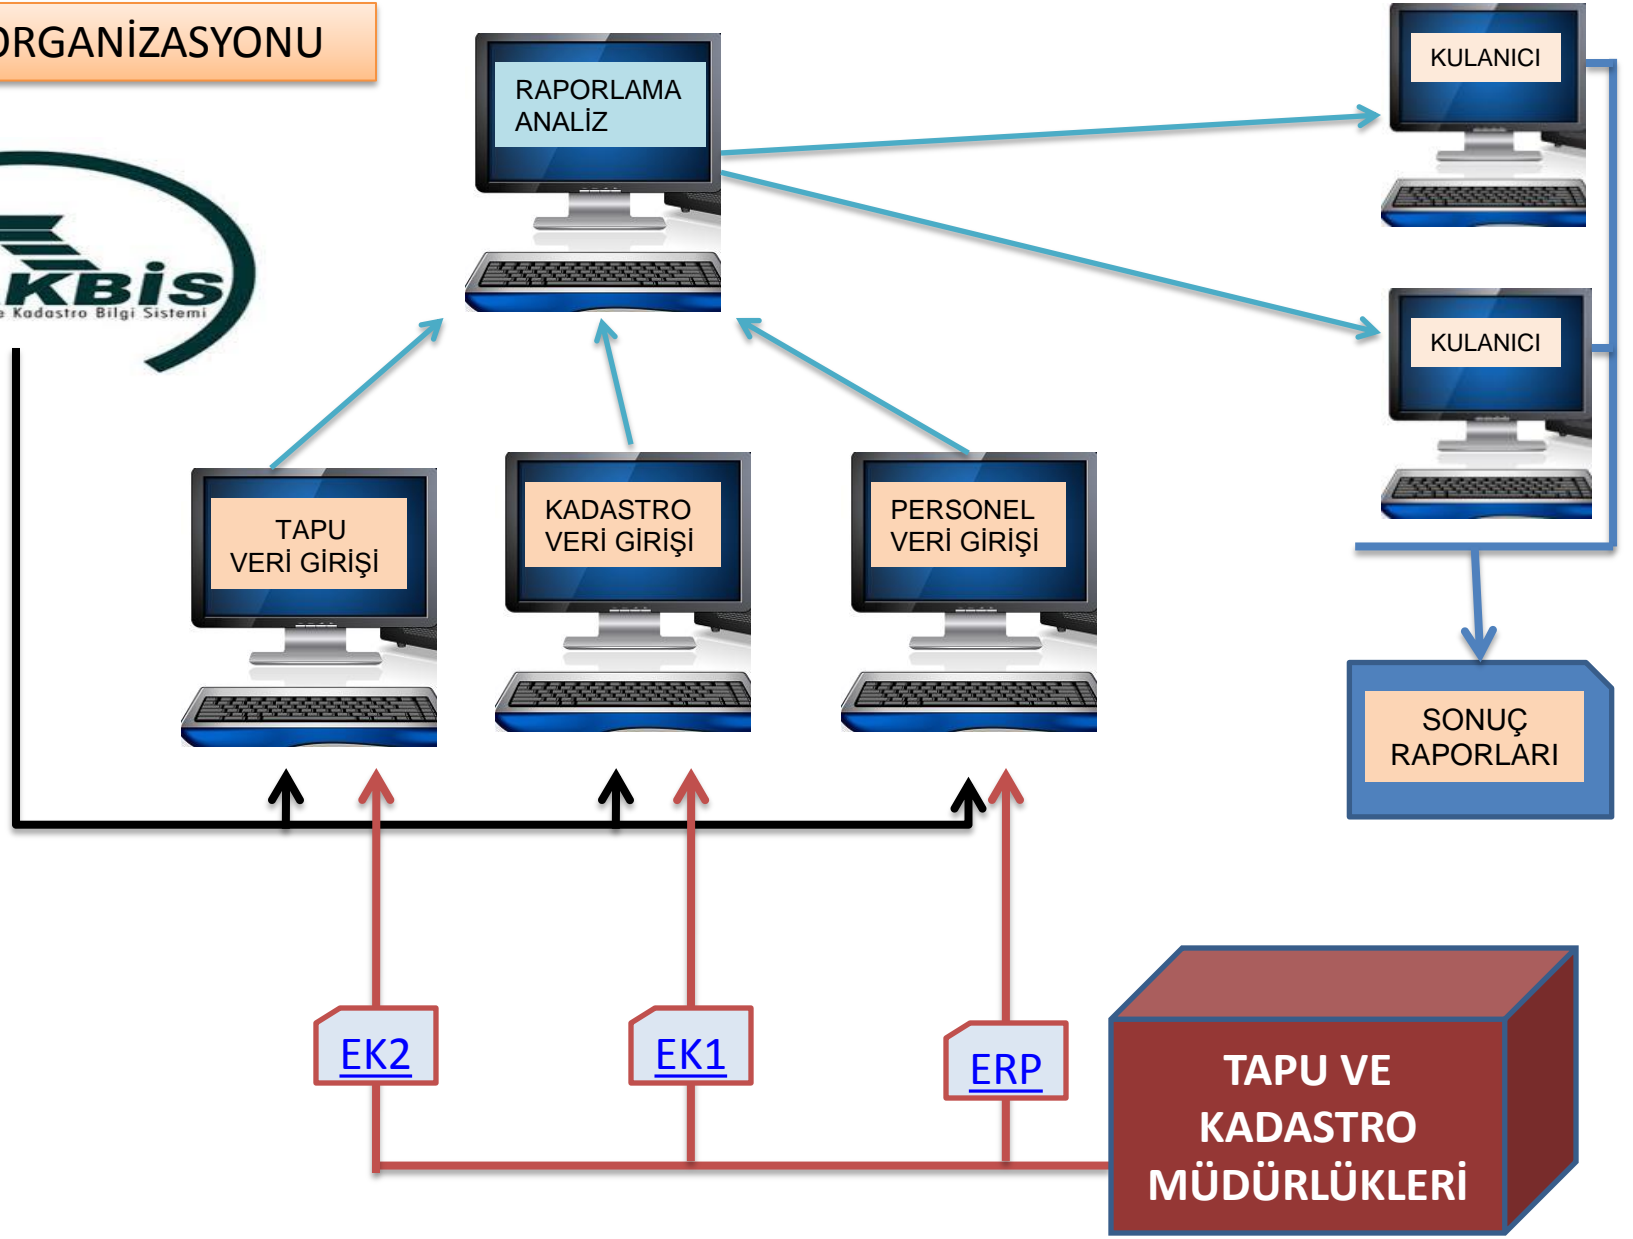 ORGANİZASYONU
RAPORLAMA
ANALİZ
KULANICI
KULANICI
KBİS
e Kadastro Bilgi Sistemi
TAPU
VERİ GİRİŞİ
KADASTRO
VERİ GİRİŞİ
PERSONEL
VERİ GİRİŞİ
SONUÇ
RAPORLARI
EK2
EK1
ERP
TAPU VE
KADASTRO
MÜDÜRLÜKLERİ